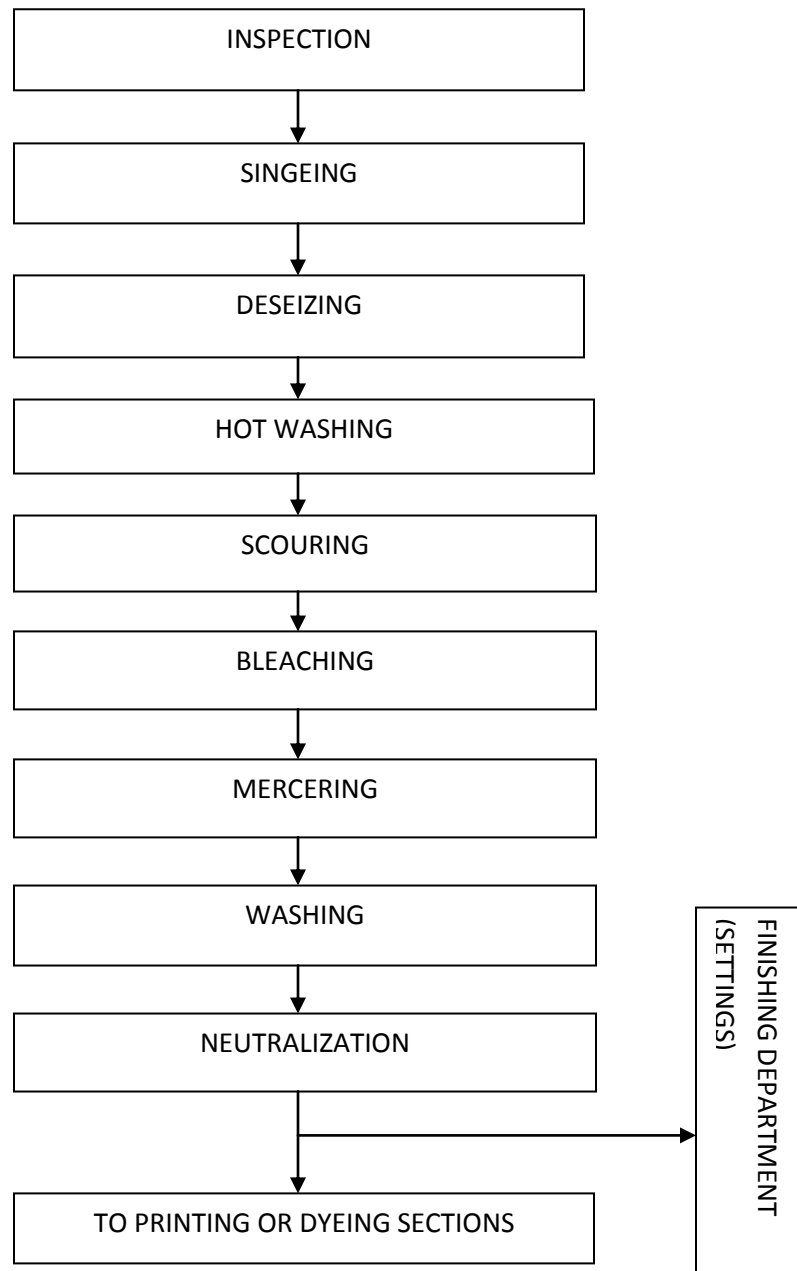 INSPECTION
SINGEING
DESEIZING
HOT WASHING
SCOURING
BLEACHING
MERCERING
WASHING
NEUTRALIZATION
FINISHING DEPARTMENT
(SETTINGS)
TO PRINTING OR DYEING SECTIONS